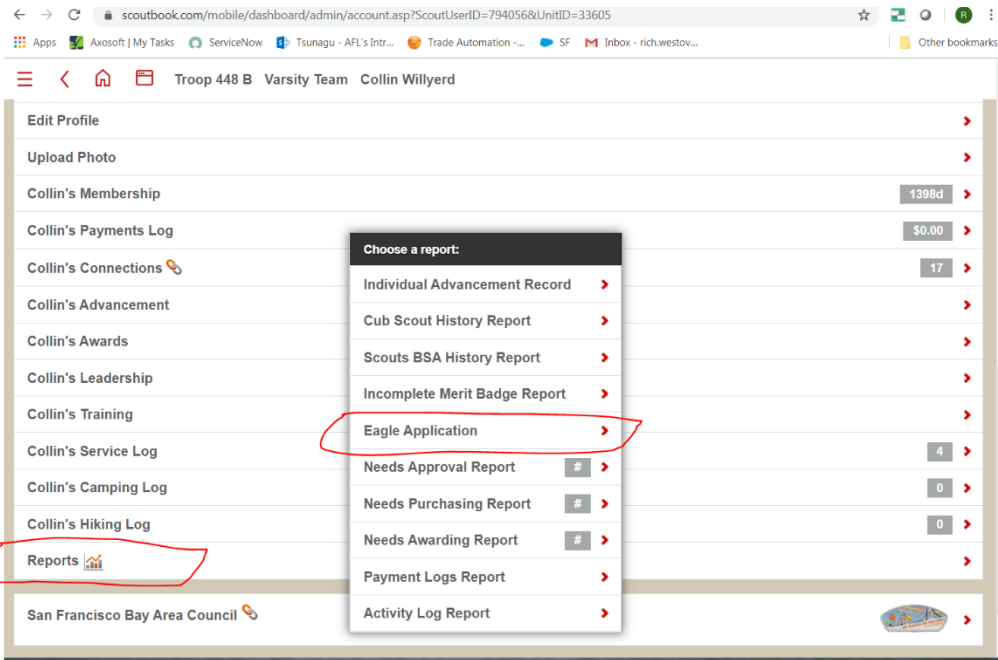 scoutbook.com/mobile/dashboard/admin/account.asp?ScoutUserID=794056&UnitID=33605 R
Apps Axosoft | My Tasks ServiceNow Tsunagu - AFL's Intr... Trade Automation -... SF Inbox - rich.westov... Other bookmarks
Troop 448 B Varsity Team Collin Willyerd
Edit Profile
Upload Photo
Collin's Membership 1398d
Collin's Payments Log $0.00
Collin's Connections 17
Collin's Advancement
Collin's Awards
Collin's Leadership
Collin's Training
Collin's Service Log 4
Collin's Camping Log 0
Collin's Hiking Log 0
Reports
San Francisco Bay Area Council
Choose a report:
Individual Advancement Record
Cub Scout History Report
Scouts BSA History Report
Incomplete Merit Badge Report
Eagle Application
Needs Approval Report #
Needs Purchasing Report #
Needs Awarding Report #
Payment Logs Report
Activity Log Report